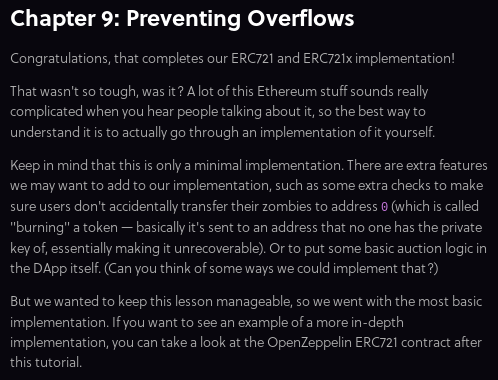 Chapter 9: Preventing Overflows
Congratulations, that completes our ERC721 and ERC721x implementation!
That wasn't so tough, was it? A lot of this Ethereum stuff sounds really
complicated when you hear people talking about it, so the best way to
understand it is to actually go through an implementation of it yourself.
Keep in mind that this is only a minimal implementation. There are extra features
we may want to add to our implementation, such as some extra checks to make
sure users don't accidentally transfer their zombies to address 0 (which is called
"burning" a token — basically it's sent to an address that no one has the private
key of, essentially making it unrecoverable). Or to put some basic auction logic in
the DApp itself. (Can you think of some ways we could implement that?)
But we wanted to keep this lesson manageable, so we went with the most basic
implementation. If you want to see an example of a more in-depth
implementation, you can take a look at the OpenZeppelin ERC721 contract after
this tutorial.